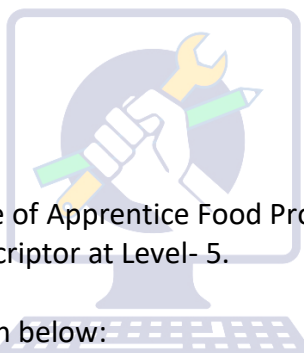 e of Apprentice Food Pro
criptor at Level- 5.
n below: